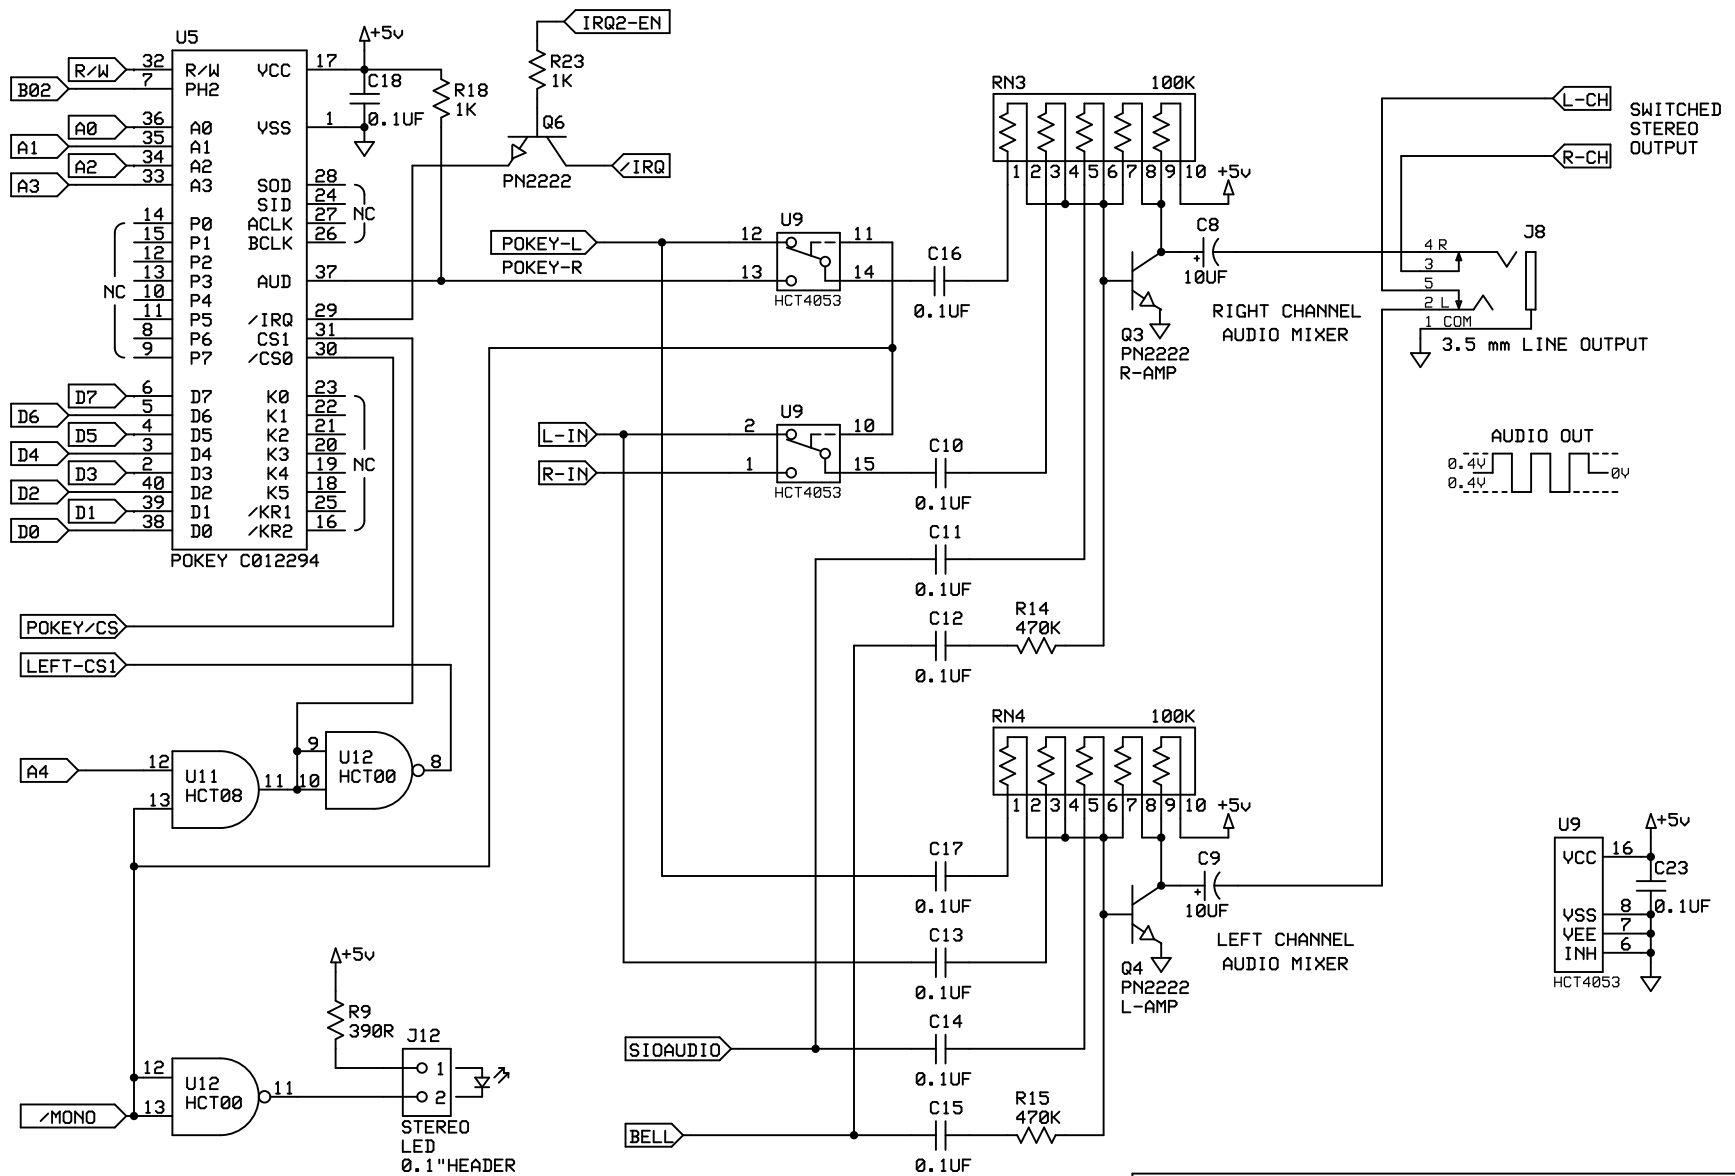 U5
+5v
R/W 32 R/W VCC 17
B02 7 PH2
C18
0.1UF
R18
1K
A0 36 A0 VSS 1
A1 35 A1
A2 34 A2
A3 33 A3 SOD 28
SID 24
14 P0 ACLK 27
15 P1 BCLK 26
12 P2
13 P3 AUD 37
10 P4
11 P5 /IRQ 29
8 P6 CS1 31
9 P7 /CS0 30
NC
NC
D7 6 D7 K0 23
D6 5 D6 K1 22
D5 4 D5 K2 21
D4 3 D4 K3 20
D3 2 D3 K4 19
D2 40 D2 K5 18
D1 39 D1 /KR1 25
D0 38 D0 /KR2 16
NC
POKEY C012294
IRQ2-EN
R23
1K
Q6
PN2222
/IRQ
POKEY-L
POKEY-R
U9
12 11
13 14
HCT4053
C16
0.1UF
L-IN
R-IN
U9
2 10
1 15
HCT4053
C10
0.1UF
C11
0.1UF
C12
0.1UF
R14
470K
RN3 100K
1 2 3 4 5 6 7 8 9 10 +5v
C8
+
10UF
Q3
PN2222
R-AMP
RIGHT CHANNEL
AUDIO MIXER
L-CH
R-CH
SWITCHED
STEREO
OUTPUT
J8
4 R
3
5
2 L
1 COM
3.5 mm LINE OUTPUT
AUDIO OUT
0.4V
0.4V
0V
POKEY/CS
LEFT-CS1
A4
12
13
U11
HCT08
11
9
10
U12
HCT00
8
RN4 100K
1 2 3 4 5 6 7 8 9 10 +5v
C17
0.1UF
C13
0.1UF
C14
0.1UF
C15
0.1UF
R15
470K
C9
+
10UF
Q4
PN2222
L-AMP
LEFT CHANNEL
AUDIO MIXER
SIOAUDIO
BELL
U9
+5v
VCC 16
C23
0.1UF
VSS 8
VEE 7
INH 6
HCT4053
+5v
R9
390R
J12
1
2
STEREO
LED
0.1"HEADER
/MONO
12
13
U12
HCT00
11